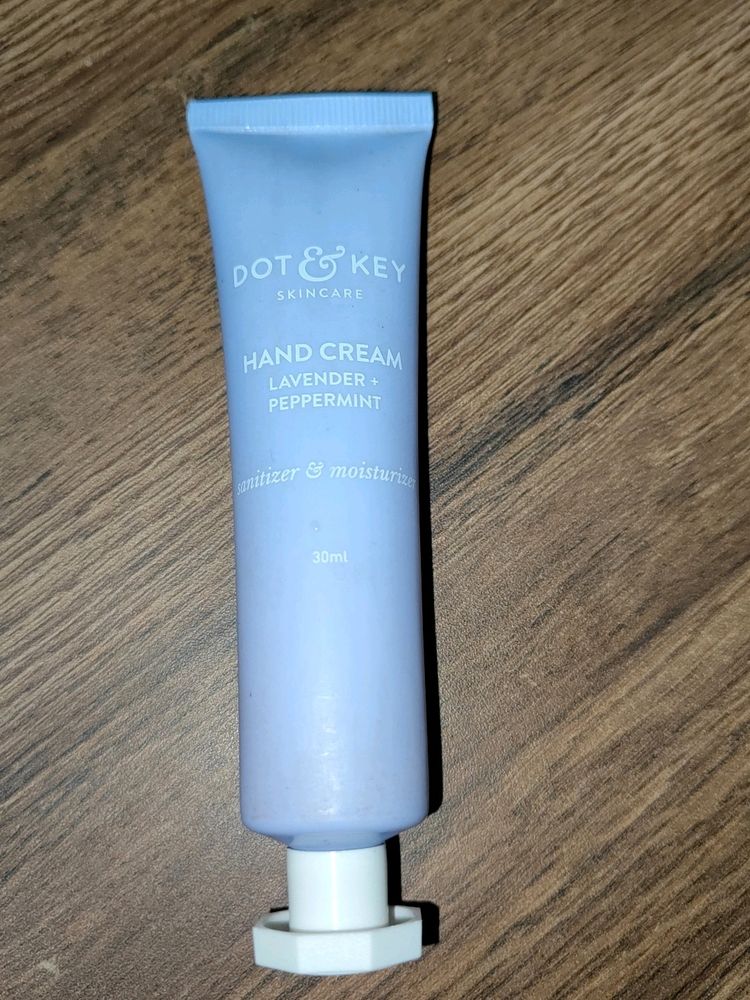 DOT & KEY
SKINCARE
HAND CREAM
LAVENDER +
PEPPERMINT
sanitizer & moisturizer
30ml